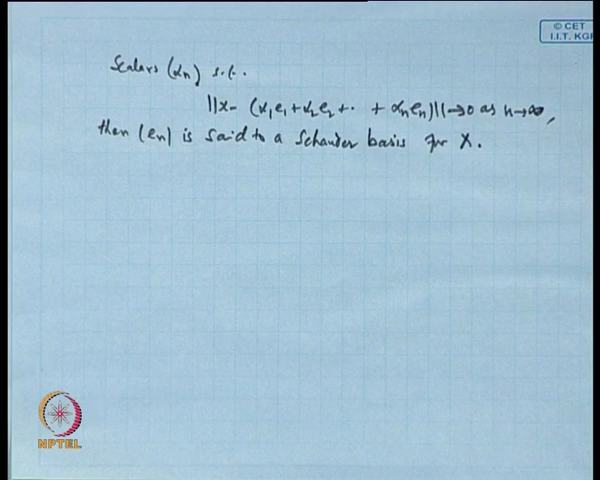 © CET
I.I.T. KGP
Scalars (αn) s.t.
||x - (α1e1 + α2e2 + ·· + αnen)|| → 0 as n → ∞,
then (en) is said to a Schauder basis for X.
NPTEL